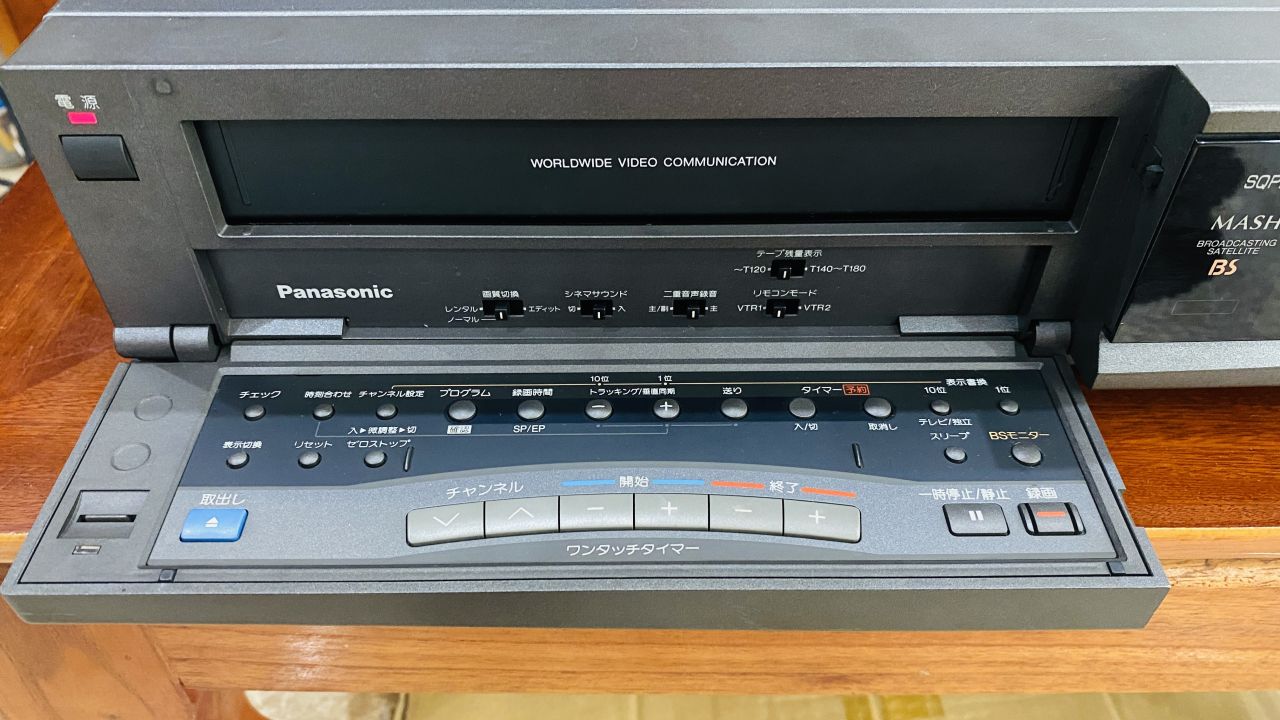 電源
WORLDWIDE VIDEO COMMUNICATION
SQP
MASH
BROADCASTING
SATELLITE
BS
Panasonic
テープ残量表示
〜T120 T140〜T180
画質切換
レンタル エディット
ノーマル
シネマサウンド
切 入
二重音声録音
主/副 主
リモコンモード
VTR1 VTR2
10位 1位
チェック 時刻合わせ チャンネル設定 プログラム 録画時間 トラッキング/垂直同期 送り タイマー予約 10位 表示書換 1位
− +
入▶微調整▶切 確認 SP/EP 入/切 取消し テレビ/独立
表示切換 リセット ゼロストップ スリープ BSモニター
取出し チャンネル 開始 終了 一時停止/静止 録画
− + − +
ワンタッチタイマー